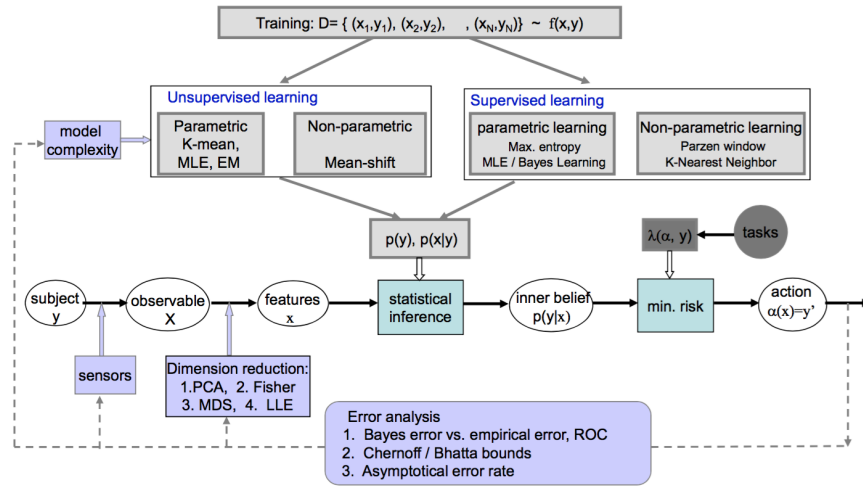 Training: D= { (x₁,y₁), (x₂,y₂), , (x_N,y_N)} ~ f(x,y)
Unsupervised learning
Parametric
K-mean,
MLE, EM
Non-parametric
Mean-shift
Supervised learning
parametric learning
Max. entropy
MLE / Bayes Learning
Non-parametric learning
Parzen window
K-Nearest Neighbor
model
complexity
p(y), p(x|y)
λ(α, y)
tasks
subject
y
observable
X
features
x
statistical
inference
inner belief
p(y|x)
min. risk
action
α(x)=y'
sensors
Dimension reduction:
1.PCA, 2. Fisher
3. MDS, 4. LLE
Error analysis
1. Bayes error vs. empirical error, ROC
2. Chernoff / Bhatta bounds
3. Asymptotical error rate